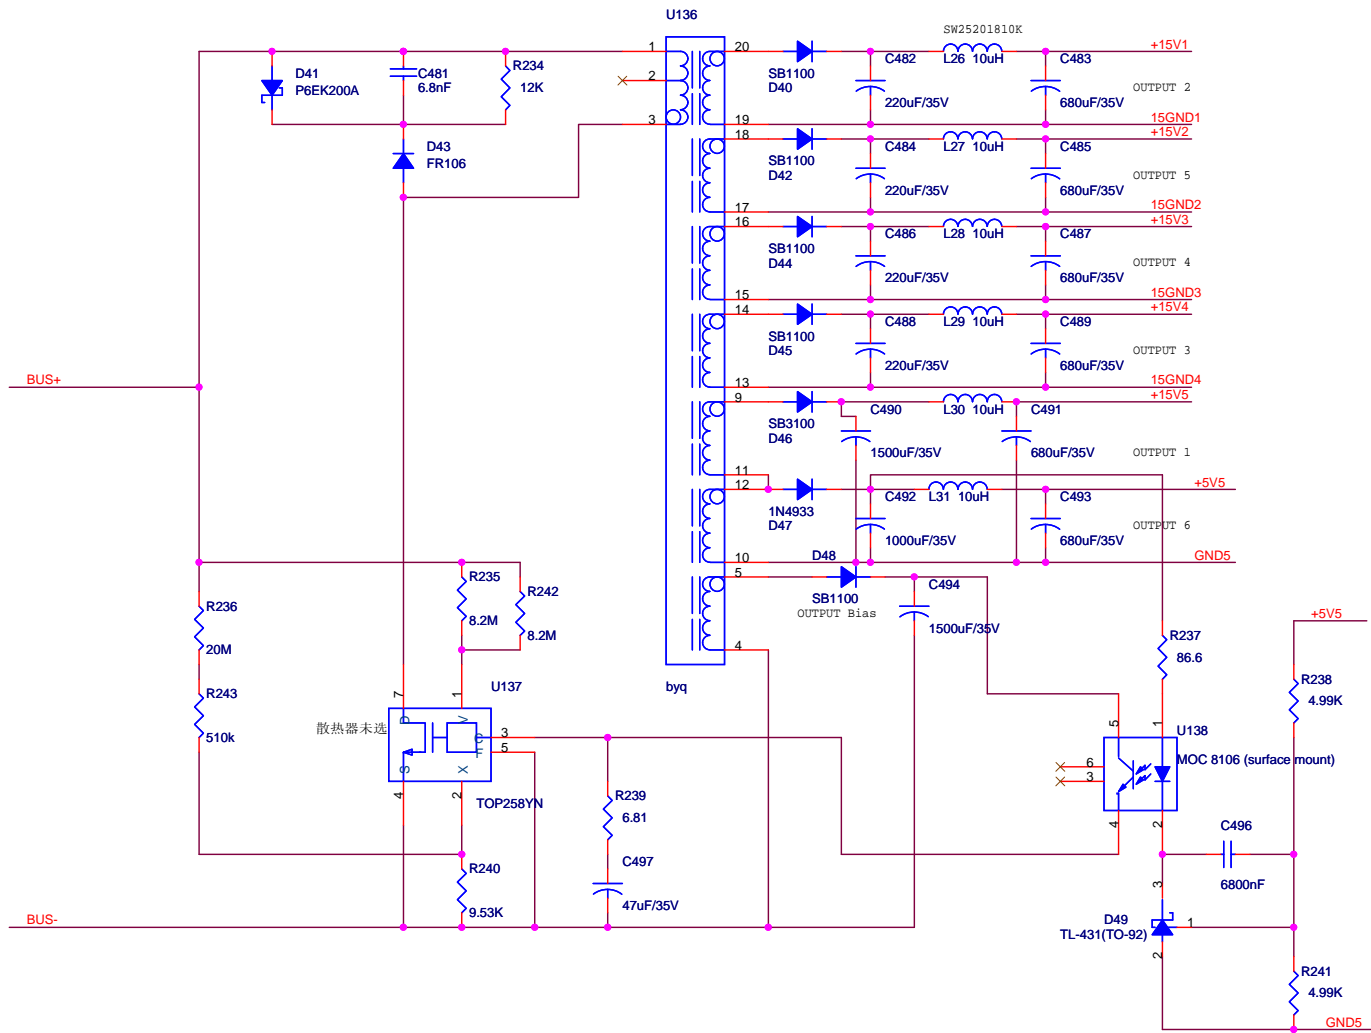 U136
SW25201810K
1
20
+15V1
D41
P6EK200A
C481
6.8nF
R234
12K
2
SB1100
D40
C482
220uF/35V
L26 10uH
C483
680uF/35V
OUTPUT 2
3
19
15GND1
18
+15V2
D43
FR106
SB1100
D42
C484
220uF/35V
L27 10uH
C485
680uF/35V
OUTPUT 5
17
15GND2
16
+15V3
SB1100
D44
C486
220uF/35V
L28 10uH
C487
680uF/35V
OUTPUT 4
15
15GND3
14
+15V4
SB1100
D45
C488
220uF/35V
L29 10uH
C489
680uF/35V
OUTPUT 3
BUS+
13
15GND4
9
+15V5
SB3100
D46
C490
1500uF/35V
L30 10uH
C491
680uF/35V
OUTPUT 1
11
12
+5V5
1N4933
D47
C492
1000uF/35V
L31 10uH
C493
680uF/35V
OUTPUT 6
10
GND5
D48
5
SB1100
OUTPUT Bias
C494
1500uF/35V
4
byq
R235
8.2M
R242
8.2M
R236
20M
R243
510k
R237
86.6
+5V5
R238
4.99K
7
1
U137
散热器未选
D
V
C
F
S
X
3
5
4
2
TOP258YN
5
1
U138
MOC 8106 (surface mount)
6
3
4
2
R239
6.81
C497
47uF/35V
R240
9.53K
C496
6800nF
BUS-
3
D49
TL-431(TO-92)
1
2
R241
4.99K
GND5